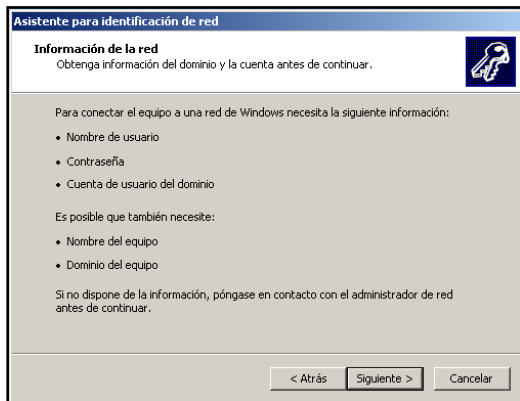 Asistente para identificación de red
Información de la red
Obtenga información del dominio y la cuenta antes de continuar.
Para conectar el equipo a una red de Windows necesita la siguiente información:
• Nombre de usuario
• Contraseña
• Cuenta de usuario del dominio
Es posible que también necesite:
• Nombre del equipo
• Dominio del equipo
Si no dispone de la información, póngase en contacto con el administrador de red
antes de continuar.
< Atrás Siguiente > Cancelar